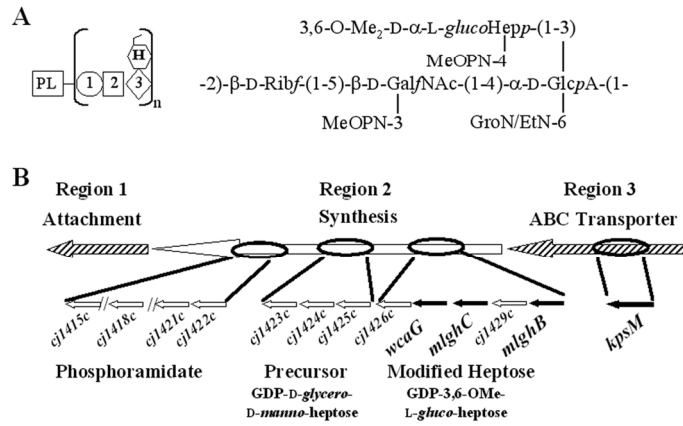 A
3,6-O-Me₂-D-α-L-glucoHepp-(1-3)
MeOPN-4
PL
1
2
3
H
n
-2)-β-D-Ribf-(1-5)-β-D-GalfNAc-(1-4)-α-D-GlcpA-(1-
MeOPN-3
GroN/EtN-6
B
Region 1
Region 2
Region 3
Attachment
Synthesis
ABC Transporter
cj1415c
cj1418c
cj1421c
cj1422c
cj1423c
cj1424c
cj1425c
cj1426c
wcaG
mlghC
cj1429c
mlghB
kpsM
Phosphoramidate
Precursor
Modified Heptose
GDP-D-glycero-
D-manno-heptose
GDP-3,6-OMe-
L-gluco-heptose